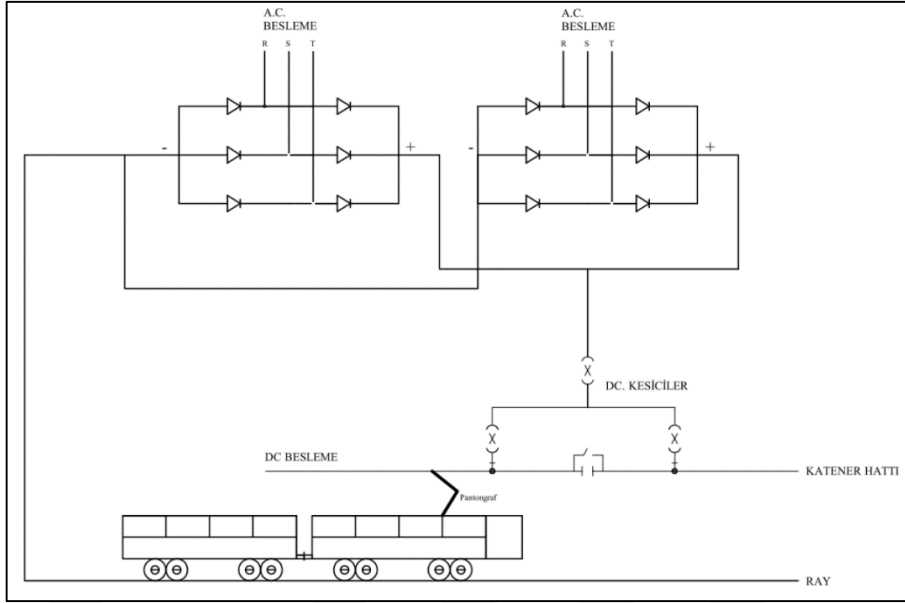 A.C.
BESLEME
R S T
A.C.
BESLEME
R S T
- +
- +
DC. KESİCİLER
DC BESLEME
+ +
KATENER HATTI
Pantongraf
RAY